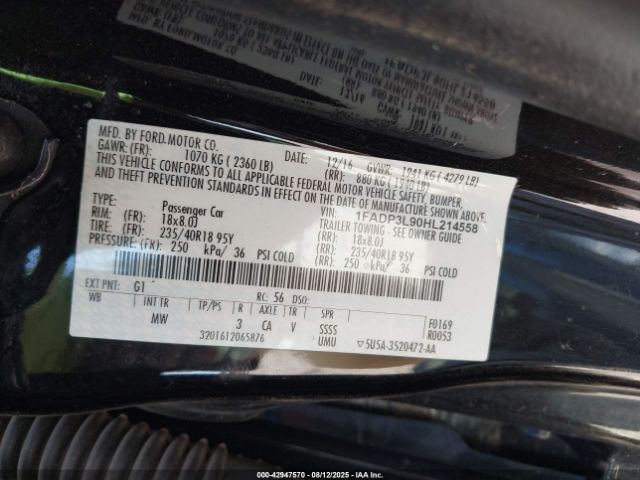 MFD. BY FORD.MOTOR CO.
DATE: 12/16 GVWR: 1941 KG ( 4279 LB)
GAWR: (FR): 1070 KG ( 2360 LB) (RR): 880 KG ( 1940 LB)
THIS VEHICLE CONFORMS TO ALL APPLICABLE FEDERAL MOTOR VEHICLE SAFETY, BUMPER,
AND THEFT PREVENTION STANDARDS IN EFFECT ON THE DATE OF MANUFACTURE SHOWN ABOVE.
VIN: 1FADP3L90HL214558
TYPE: Passenger Car TRAILER TOWING - SEE OWNER GUIDE
RIM: (FR): 18x8.0J (RR): 18x8.0J
TIRE: (FR): 235/40R18 95Y (RR): 235/40R18 95Y
PRESSURE: (FR): 250 kPa/ 36 PSI COLD (RR): 250 kPa/ 36 PSI COLD
EXT PNT: G1 RC: 56 DSO:
WB INT TR TP/PS R AXLE TR SPR F0169
MW 3 CA V SSSS R0053
3201612065876 UMU 5U5A-3520472-AA
00-42947570 - 08/12/2025 - IAAI.COM